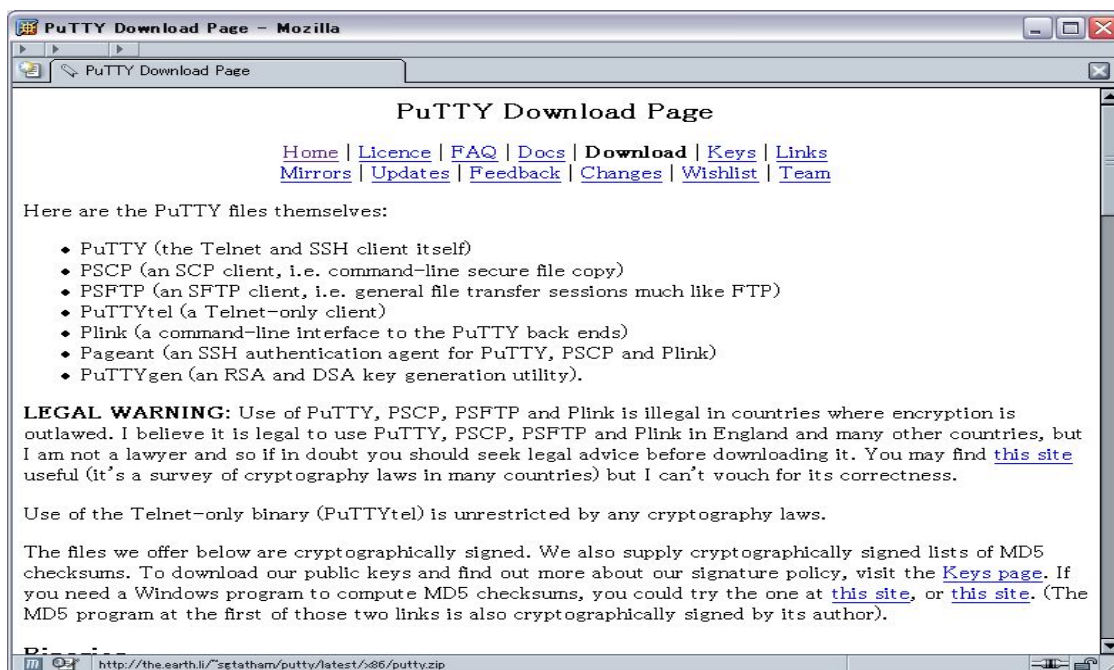 PuTTY Download Page - Mozilla
PuTTY Download Page
PuTTY Download Page
Home | Licence | FAQ | Docs | Download | Keys | Links
Mirrors | Updates | Feedback | Changes | Wishlist | Team
Here are the PuTTY files themselves:
• PuTTY (the Telnet and SSH client itself)
• PSCP (an SCP client, i.e. command-line secure file copy)
• PSFTP (an SFTP client, i.e. general file transfer sessions much like FTP)
• PuTTYtel (a Telnet-only client)
• Plink (a command-line interface to the PuTTY back ends)
• Pageant (an SSH authentication agent for PuTTY, PSCP and Plink)
• PuTTYgen (an RSA and DSA key generation utility).
LEGAL WARNING: Use of PuTTY, PSCP, PSFTP and Plink is illegal in countries where encryption is
outlawed. I believe it is legal to use PuTTY, PSCP, PSFTP and Plink in England and many other countries, but
I am not a lawyer and so if in doubt you should seek legal advice before downloading it. You may find this site
useful (it's a survey of cryptography laws in many countries) but I can't vouch for its correctness.
Use of the Telnet-only binary (PuTTYtel) is unrestricted by any cryptography laws.
The files we offer below are cryptographically signed. We also supply cryptographically signed lists of MD5
checksums. To download our public keys and find out more about our signature policy, visit the Keys page. If
you need a Windows program to compute MD5 checksums, you could try the one at this site, or this site. (The
MD5 program at the first of those two links is also cryptographically signed by its author).
Binaries
http://the.earth.li/~sgtatham/putty/latest/x86/putty.zip